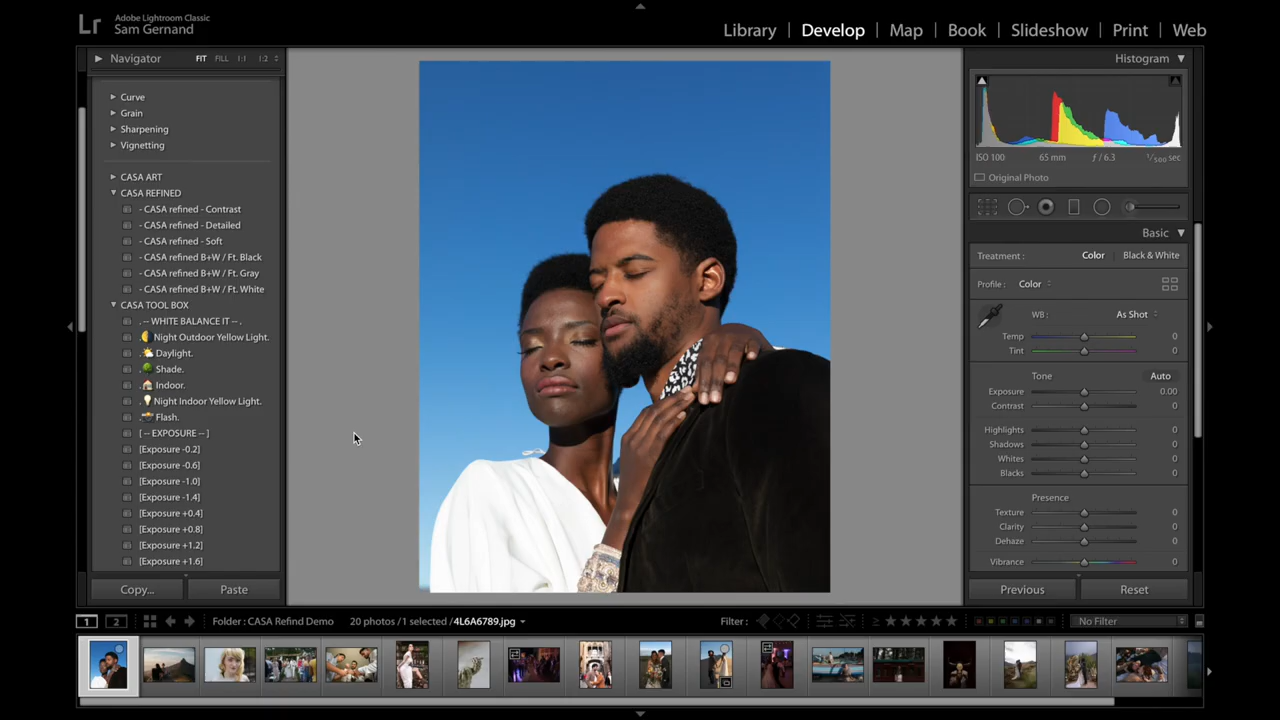 Lr
Adobe Lightroom Classic
Sam Gernand
Library | Develop | Map | Book | Slideshow | Print | Web
Navigator FIT FILL 1:1 1:2
Curve
Grain
Sharpening
Vignetting
CASA ART
CASA REFINED
- CASA refined - Contrast
- CASA refined - Detailed
- CASA refined - Soft
- CASA refined B+W / Ft. Black
- CASA refined B+W / Ft. Gray
- CASA refined B+W / Ft. White
CASA TOOL BOX
. -- WHITE BALANCE IT -- .
. Night Outdoor Yellow Light.
. Daylight.
. Shade.
. Indoor.
. Night Indoor Yellow Light.
. Flash.
[ -- EXPOSURE -- ]
[Exposure -0.2]
[Exposure -0.6]
[Exposure -1.0]
[Exposure -1.4]
[Exposure +0.4]
[Exposure +0.8]
[Exposure +1.2]
[Exposure +1.6]
Copy... Paste
Histogram
ISO 100 65 mm ƒ / 6.3 1/500 sec
Original Photo
Basic
Treatment : Color Black & White
Profile : Color
WB : As Shot
Temp 0
Tint 0
Tone Auto
Exposure 0.00
Contrast 0
Highlights 0
Shadows 0
Whites 0
Blacks 0
Presence
Texture 0
Clarity 0
Dehaze 0
Vibrance 0
Previous Reset
1 2 Folder : CASA Refind Demo 20 photos / 1 selected / 4L6A6789.jpg Filter : ≥ ★★★★★ No Filter